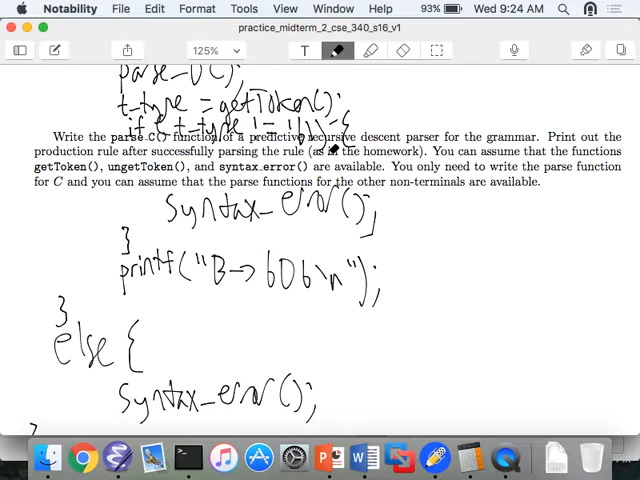 Notability File Edit Format Tools Window Help 93% Wed 9:24 AM
practice_midterm_2_cse_340_s16_v1
125% T
parse_D();
t_type = getToken();
if ( t_type != 'b') {
Write the parse C() function of a predictive recursive descent parser for the grammar. Print out the
production rule after successfully parsing the rule (as in the homework). You can assume that the functions
getToken(), ungetToken(), and syntax_error() are available. You only need to write the parse function
for C and you can assume that the parse functions for the other non-terminals are available.
syntax_error();
}
printf("B→bDb\n");
}
else {
syntax_error();
}